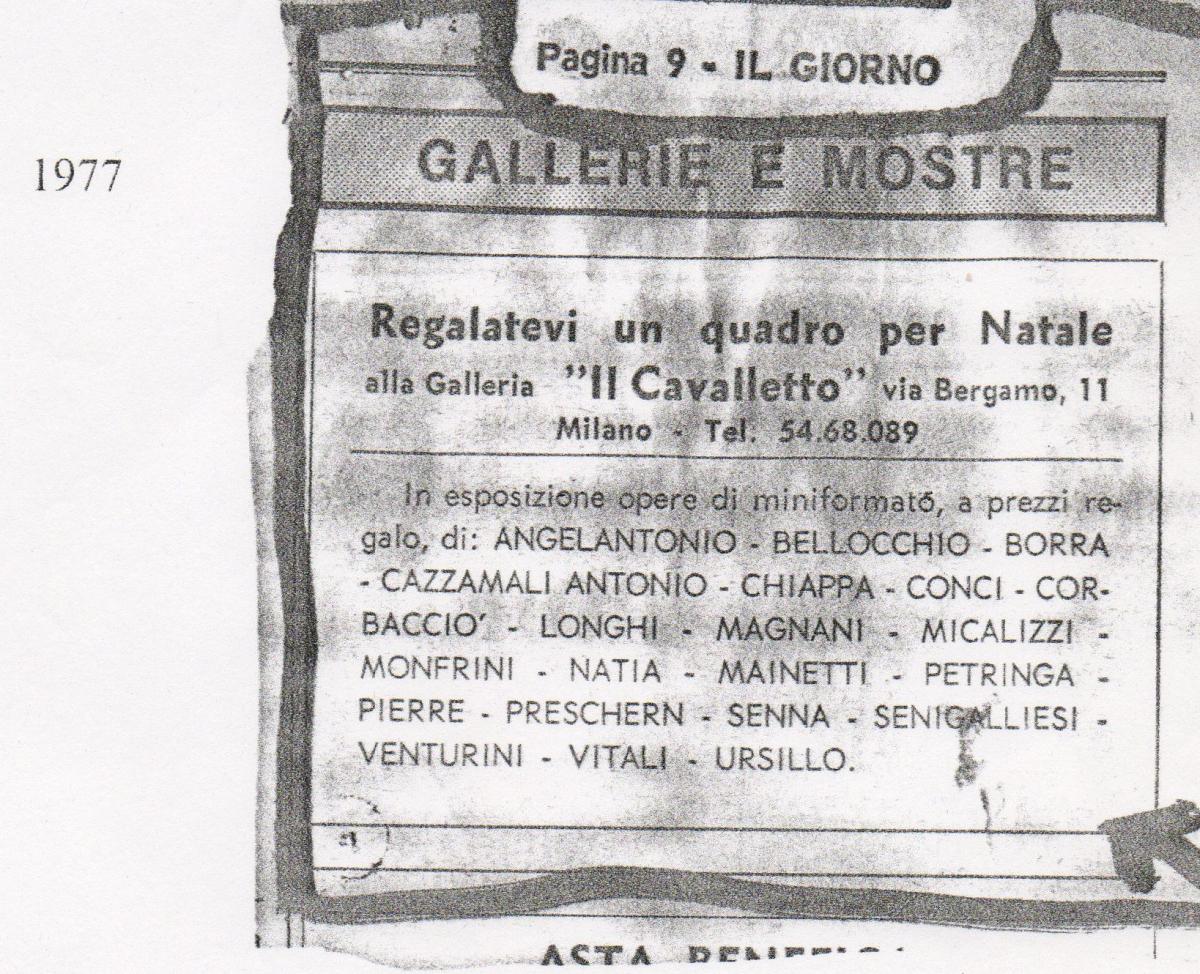 Pagina 9 - IL GIORNO
1977
GALLERIE E MOSTRE
Regalatevi un quadro per Natale
alla Galleria ”Il Cavalletto” via Bergamo, 11
Milano - Tel. 54.68.089
In esposizione opere di miniformato, a prezzi re-
galo, di: ANGELANTONIO - BELLOCCHIO - BORRA
- CAZZAMALI ANTONIO - CHIAPPA - CONCI - COR-
BACCIO’ - LONGHI - MAGNANI - MICALIZZI -
MONFRINI - NATIA - MAINETTI - PETRINGA -
PIERRE - PRESCHERN - SENNA - SENIGALLIESI -
VENTURINI - VITALI - URSILLO.
ASTA